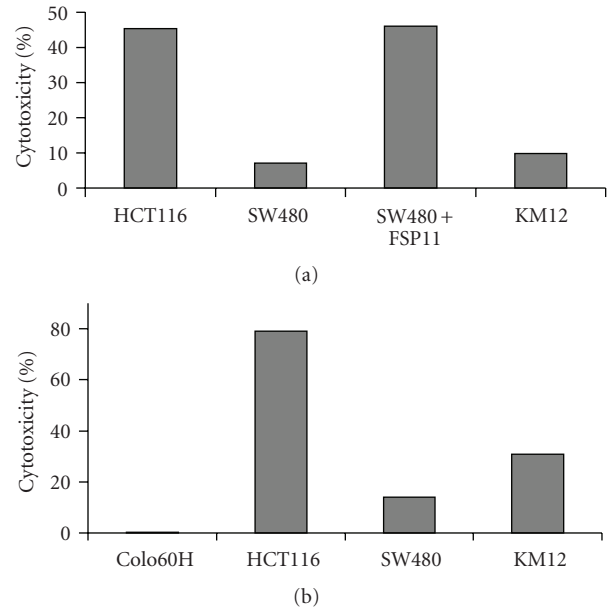 50
40
30
20
10
0
Cytotoxicity (%)
HCT116
SW480
SW480 +
FSP11
KM12
(a)
80
60
40
20
0
Cytotoxicity (%)
Colo60H
HCT116
SW480
KM12
(b)